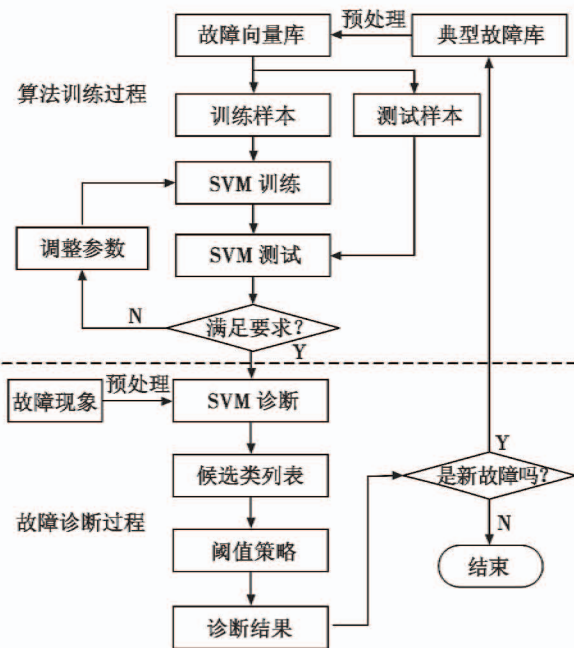 故障向量库
预处理
典型故障库
算法训练过程
训练样本
测试样本
SVM 训练
调整参数
SVM 测试
N
满足要求?
Y
故障现象
预处理
SVM 诊断
Y
候选类列表
是新故障吗?
故障诊断过程
N
阈值策略
结束
诊断结果